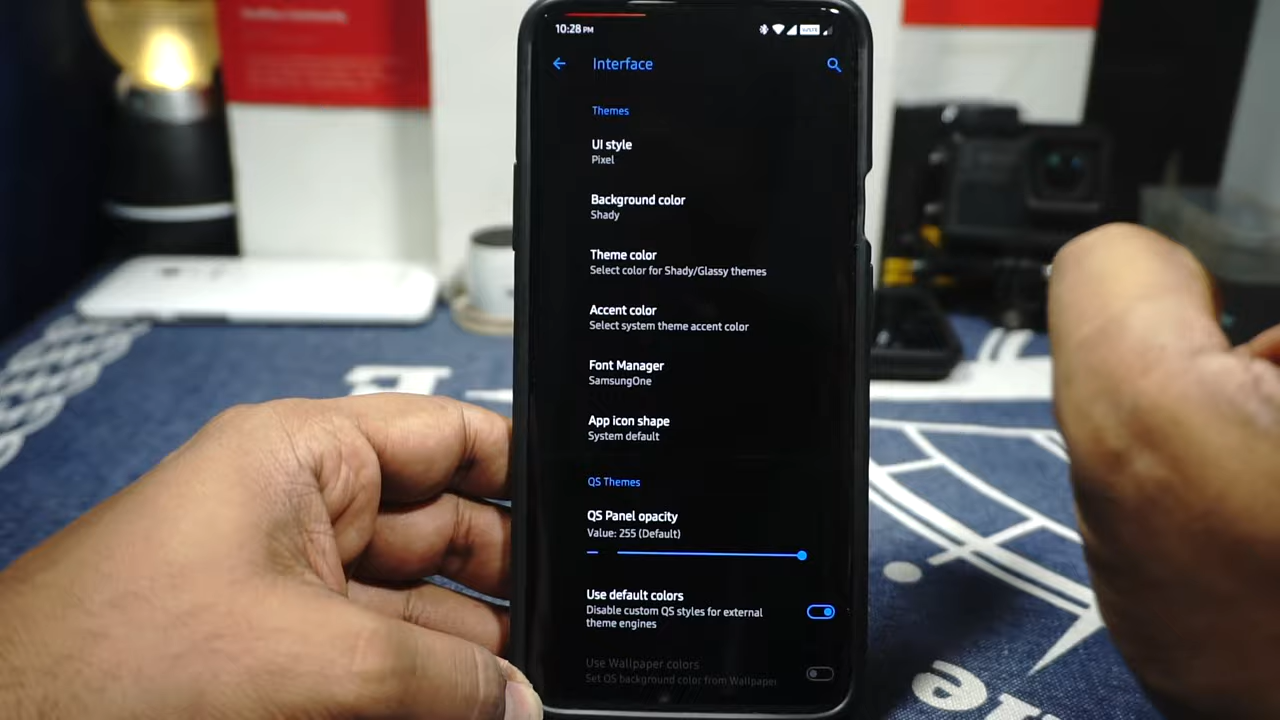 10:28 PM
Interface
Themes
UI style
Pixel
Background color
Shady
Theme color
Select color for Shady/Glassy themes
Accent color
Select system theme accent color
Font Manager
SamsungOne
App icon shape
System default
QS Themes
QS Panel opacity
Value: 255 (Default)
Use default colors
Disable custom QS styles for external
theme engines
Use Wallpaper colors
Set QS background color from Wallpaper